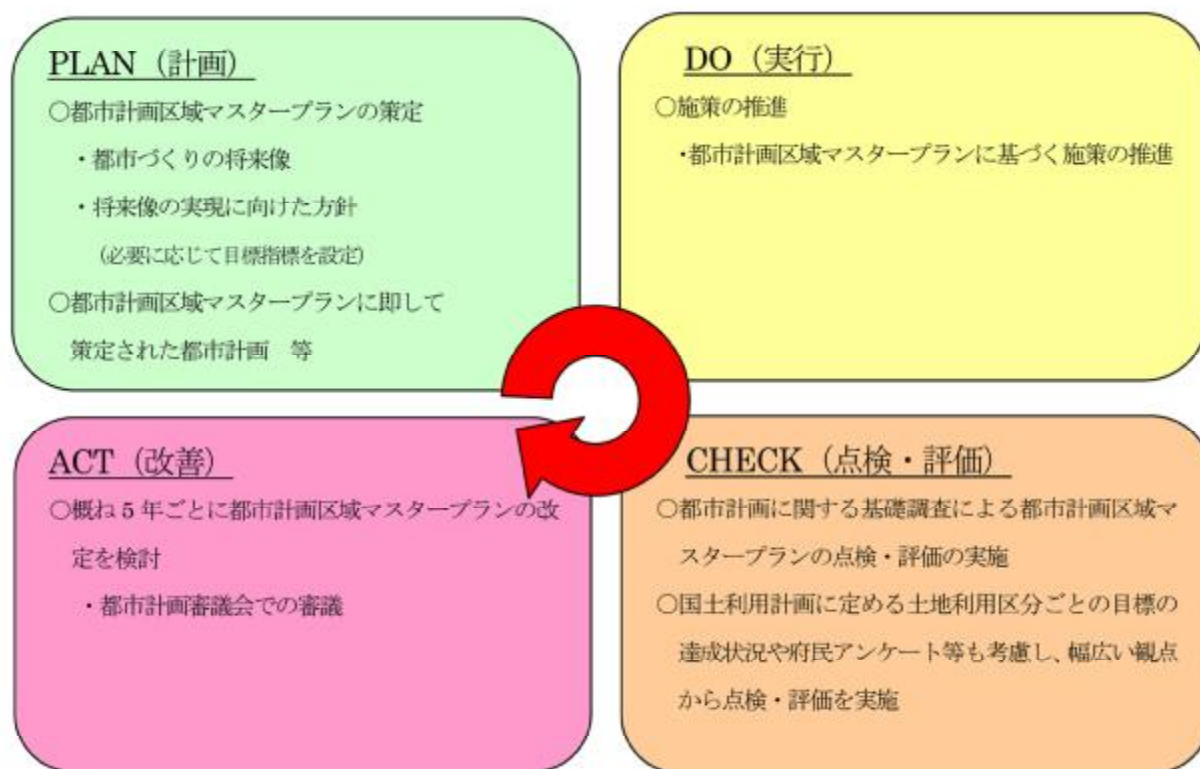 PLAN（計画）
○都市計画区域マスタープランの策定
・都市づくりの将来像
・将来像の実現に向けた方針
（必要に応じて目標指標を設定）
○都市計画区域マスタープランに即して
策定された都市計画　等
DO（実行）
○施策の推進
・都市計画区域マスタープランに基づく施策の推進
ACT（改善）
○概ね5年ごとに都市計画区域マスタープランの改
定を検討
・都市計画審議会での審議
CHECK（点検・評価）
○都市計画に関する基礎調査による都市計画区域マ
スタープランの点検・評価の実施
○国土利用計画に定める土地利用区分ごとの目標の
達成状況や府民アンケート等も考慮し、幅広い観点
から点検・評価を実施